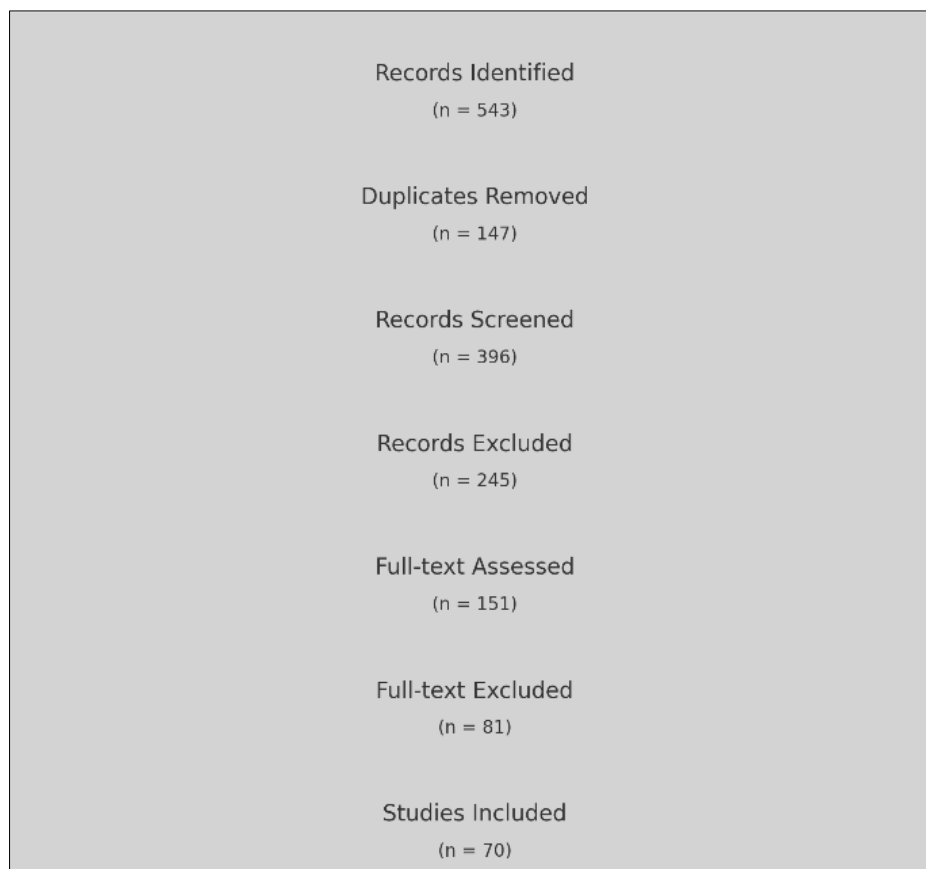 Records Identified
(n = 543)
Duplicates Removed
(n = 147)
Records Screened
(n = 396)
Records Excluded
(n = 245)
Full-text Assessed
(n = 151)
Full-text Excluded
(n = 81)
Studies Included
(n = 70)